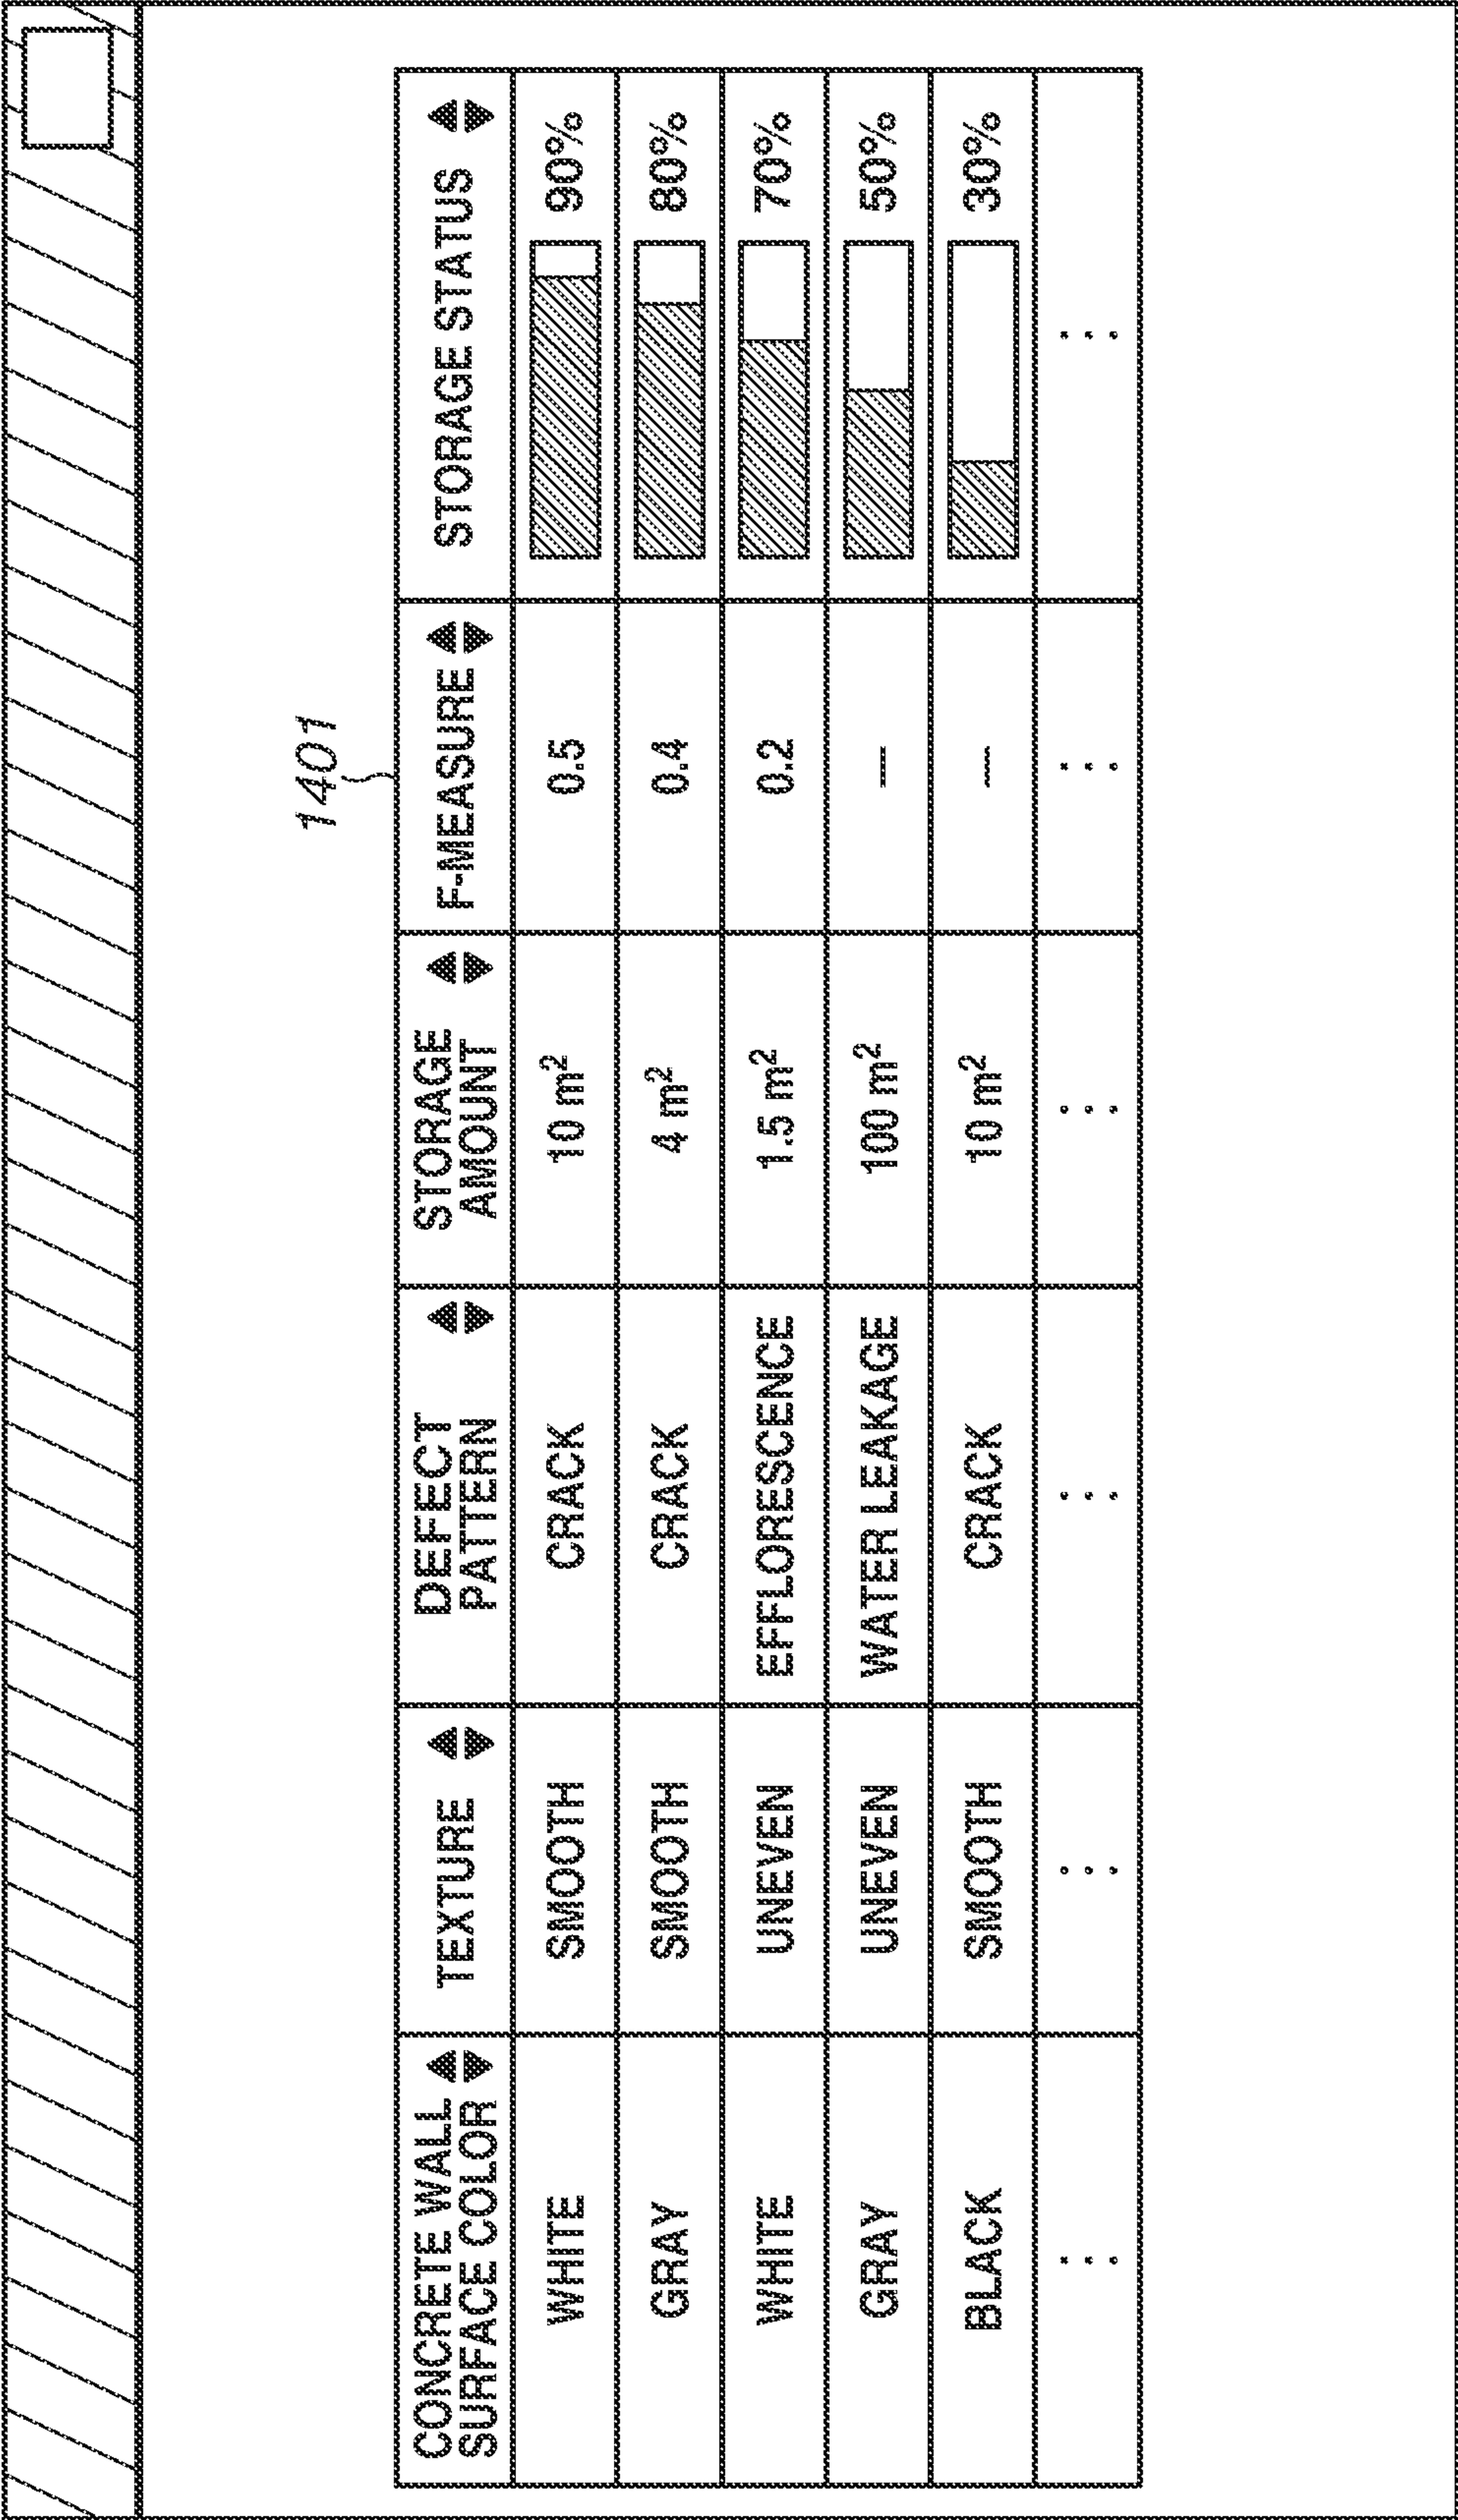 1401
CONCRETE WALL SURFACE COLOR TEXTURE DEFECT PATTERN STORAGE AMOUNT F-MEASURE STORAGE STATUS
WHITE SMOOTH CRACK 10 m² 0.5 90%
GRAY SMOOTH CRACK 4 m² 0.4 80%
WHITE UNEVEN EFFLORESCENCE 1.5 m² 0.2 70%
GRAY UNEVEN WATER LEAKAGE 100 m² — 50%
BLACK SMOOTH CRACK 10 m² — 30%